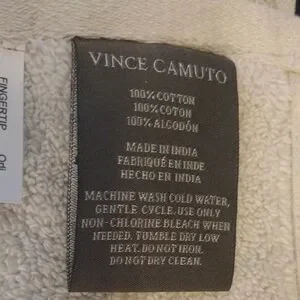 VINCE CAMUTO
100% COTTON
100% COTON
100% ALGODÓN
MADE IN INDIA
FABRIQUÉ EN INDE
HECHO EN INDIA
MACHINE WASH COLD WATER,
GENTLE CYCLE. USE ONLY
NON-CHLORINE BLEACH WHEN
NEEDED. TUMBLE DRY LOW
HEAT. DO NOT IRON.
DO NOT DRY CLEAN.
FINGERTIP